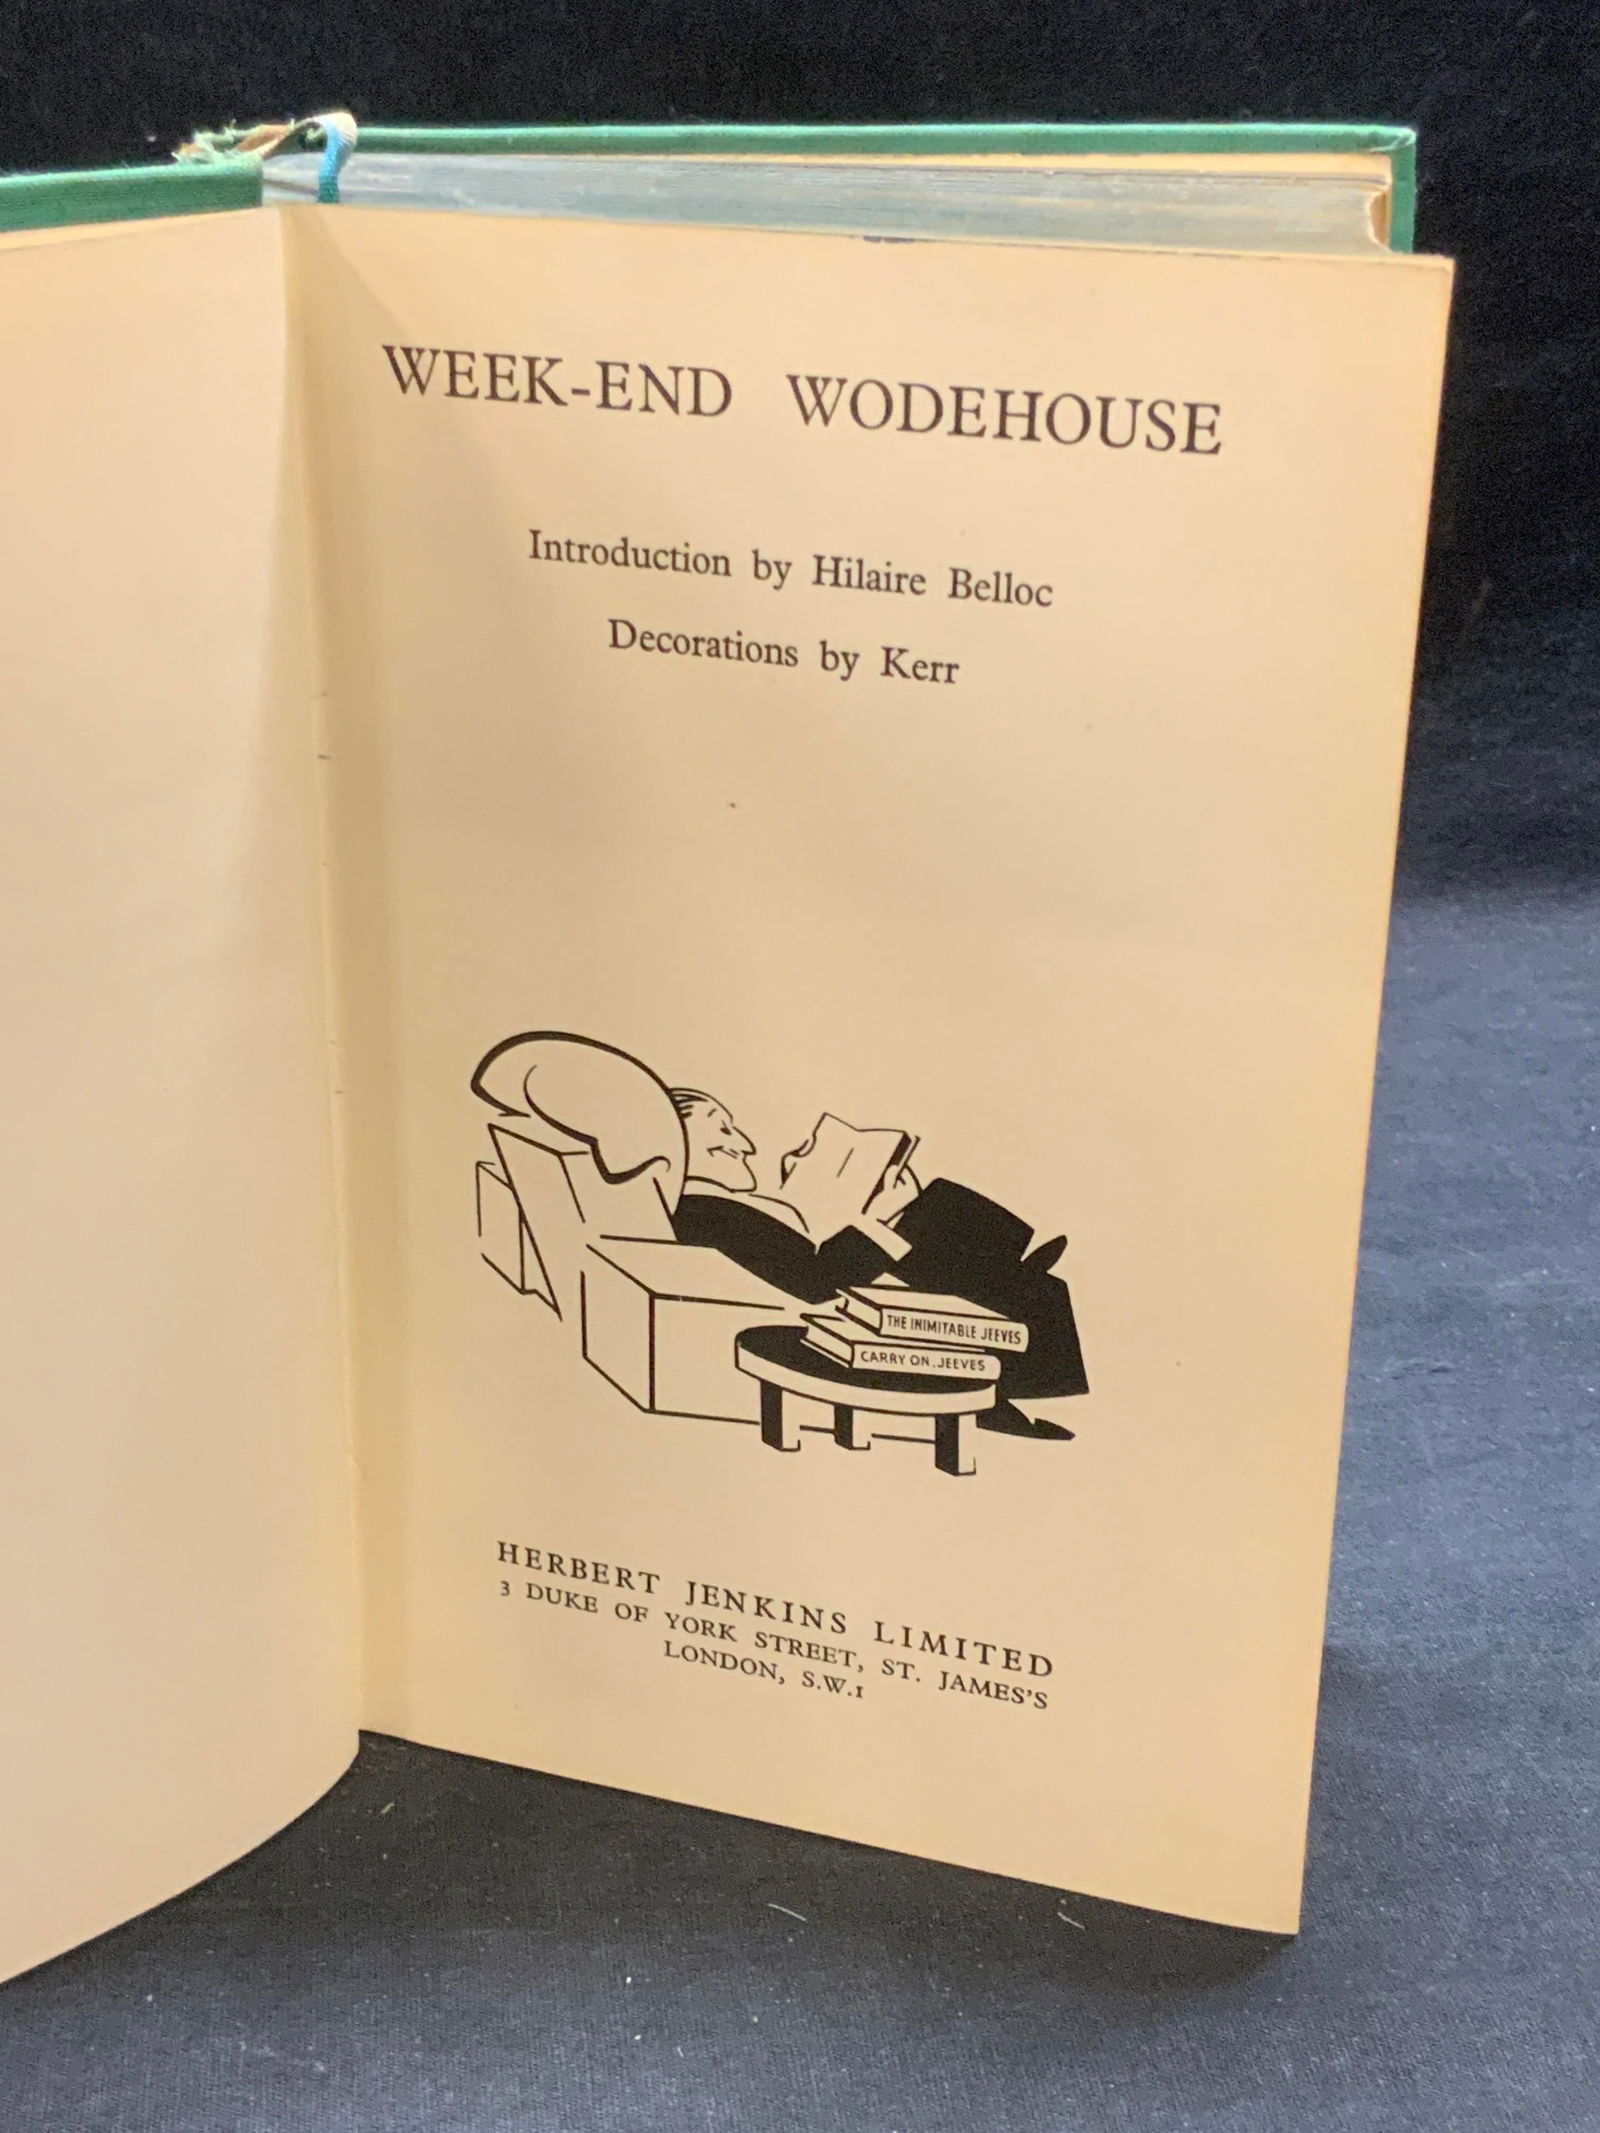 WEEK-END WODEHOUSE
Introduction by Hilaire Belloc
Decorations by Kerr
THE INIMITABLE JEEVES
CARRY ON. JEEVES
HERBERT JENKINS LIMITED
3 DUKE OF YORK STREET, ST. JAMES'S
LONDON, S.W.1